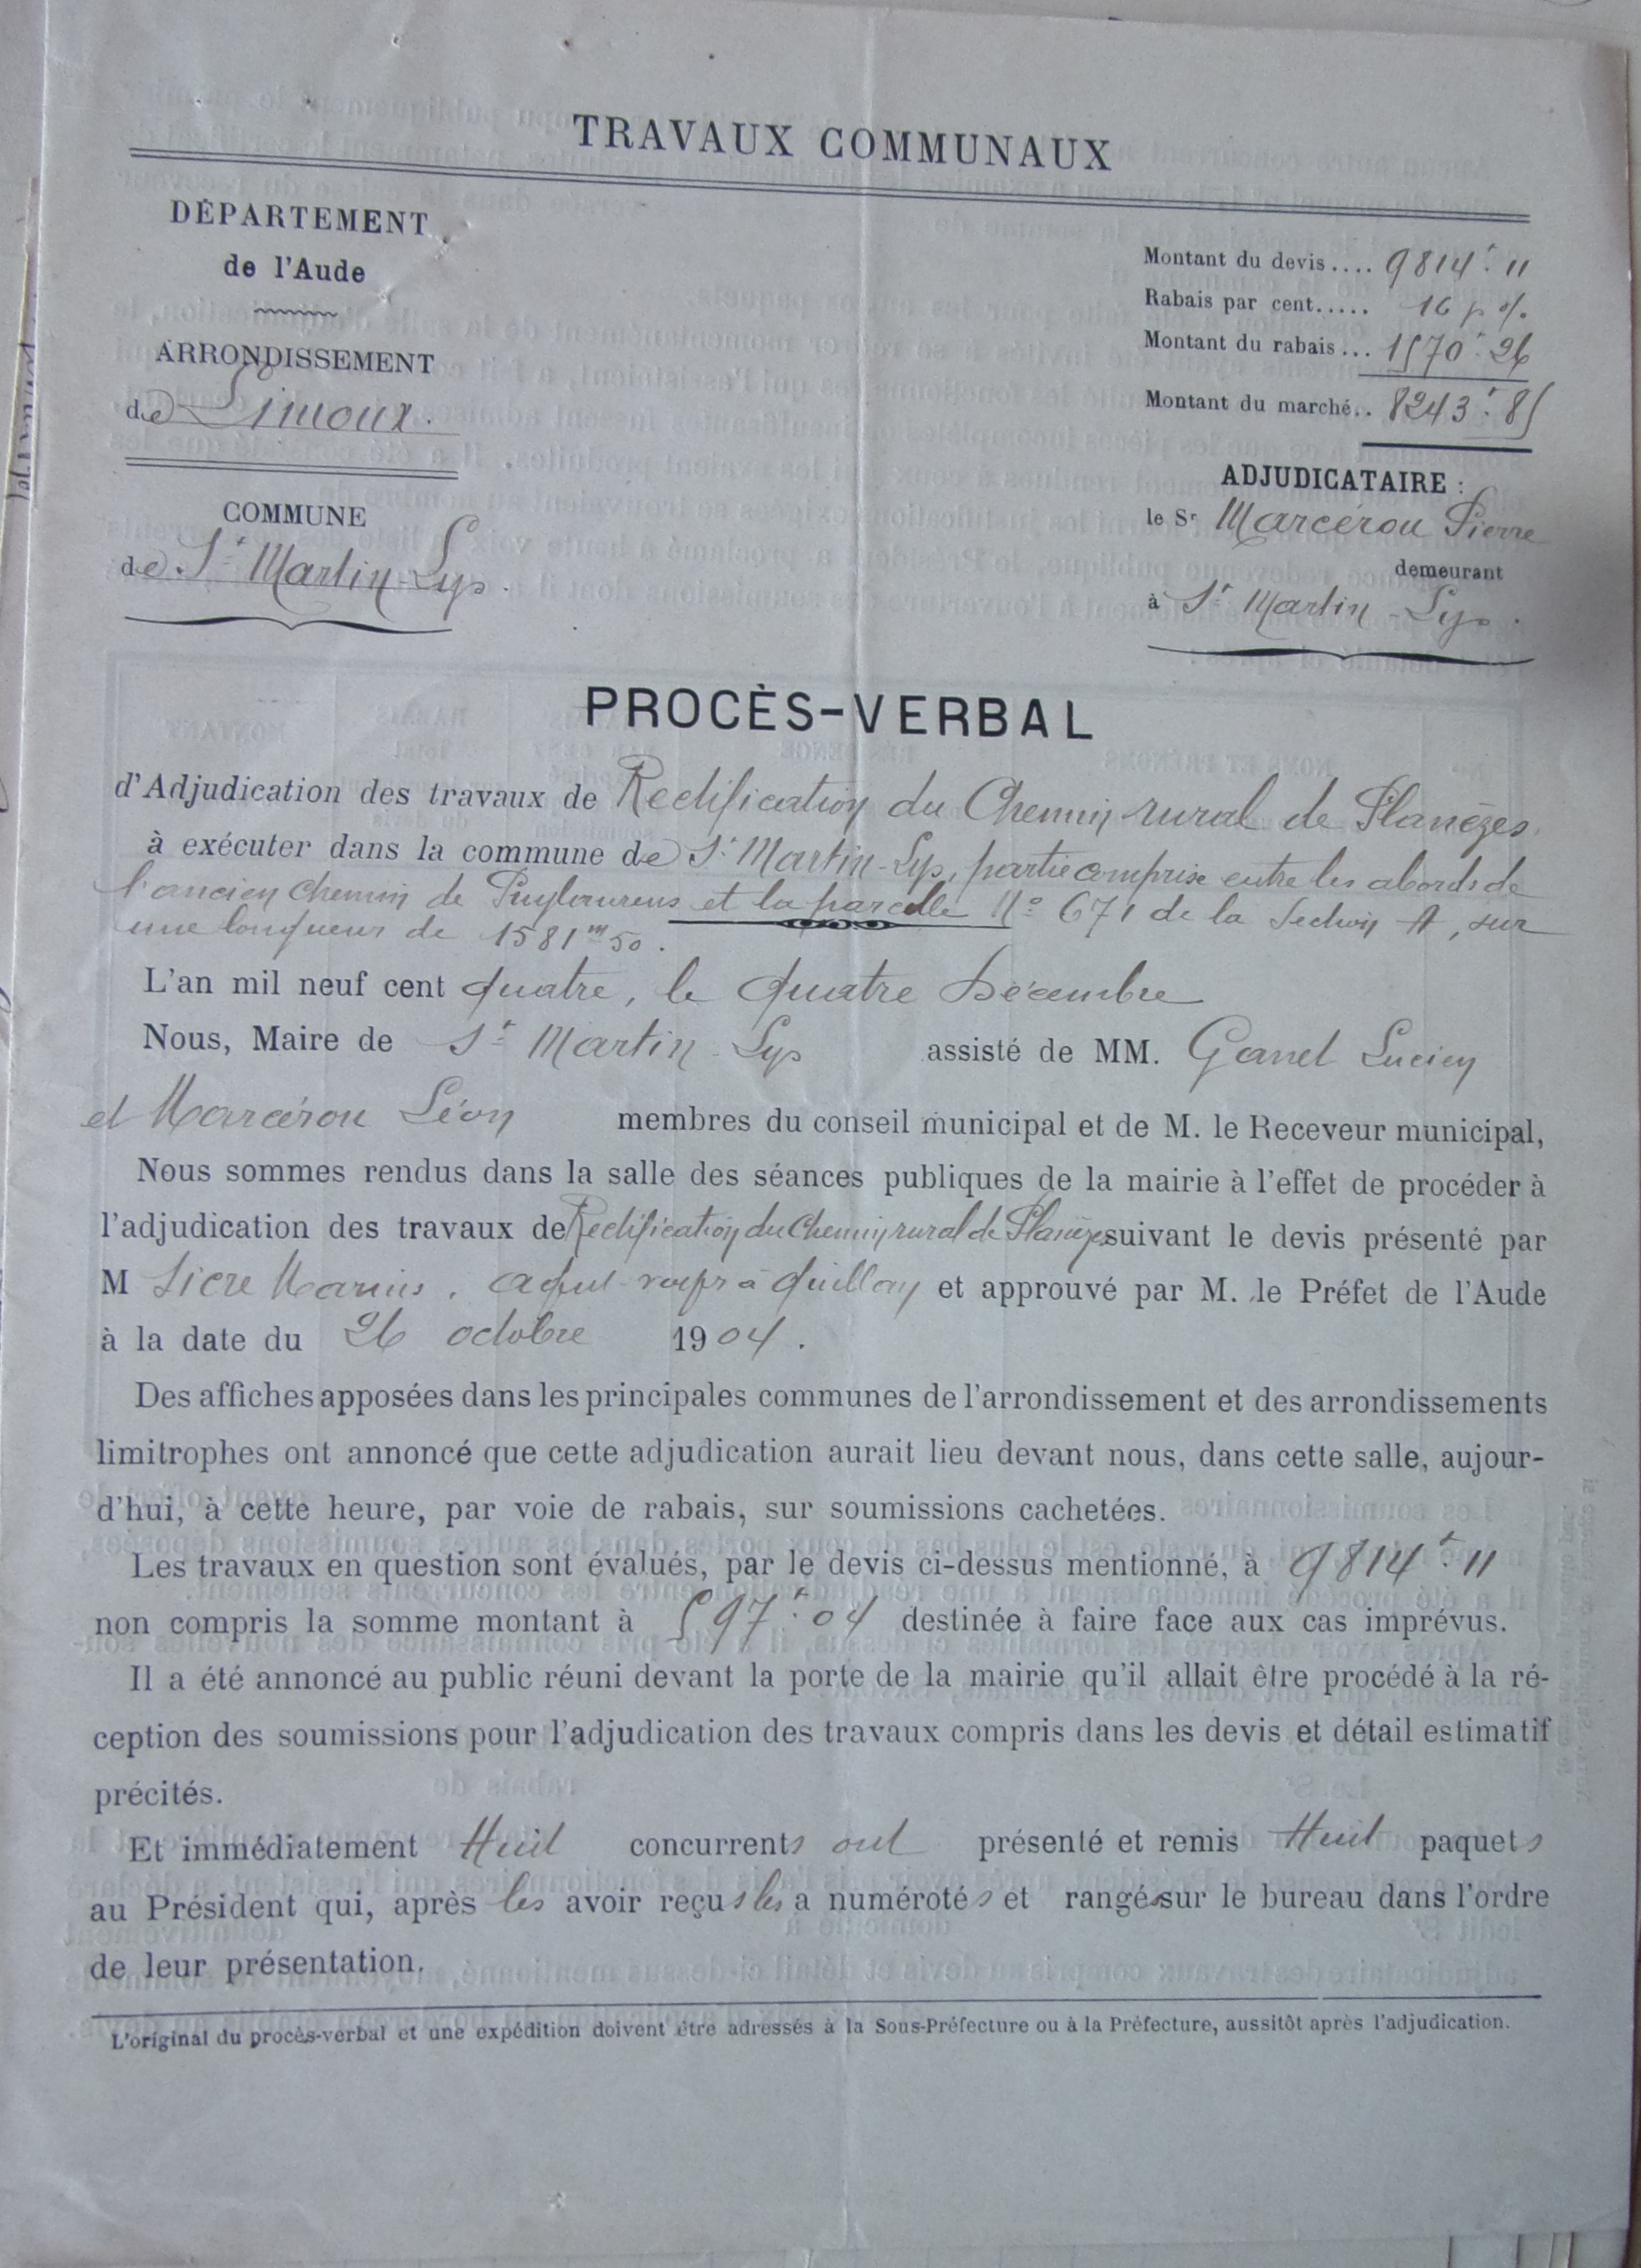 TRAVAUX COMMUNAUX
DÉPARTEMENT
de l'Aude
ARRONDISSEMENT
de Limoux.
COMMUNE
de St Martin-Lys.
Montant du devis.... 9814f.11
Rabais par cent..... 16 p %
Montant du rabais... 1570f.26
Montant du marché.. 8243f.85
ADJUDICATAIRE :
le Sr Marcérou Pierre
demeurant
à St Martin-Lys.
PROCÈS-VERBAL
d'Adjudication des travaux de Rectification du Chemin rural de Planèzes
à exécuter dans la commune de St Martin-Lys, partie comprise entre les abords de
l'ancien chemin de Puylaurens et la parcelle No 671 de la Section A, sur
une longueur de 1581m50.
L'an mil neuf cent quatre, le quatre Décembre
Nous, Maire de St Martin-Lys assisté de MM. Lucien
et Marcérou Léon membres du conseil municipal et de M. le Receveur municipal,
Nous sommes rendus dans la salle des séances publiques de la mairie à l'effet de procéder à
l'adjudication des travaux de Rectification du Chemin rural de Planèzes suivant le devis présenté par
M Sicre Marius, agent-voyer à Quillan et approuvé par M. le Préfet de l'Aude
à la date du 26 octobre 1904.
Des affiches apposées dans les principales communes de l'arrondissement et des arrondissements
limitrophes ont annoncé que cette adjudication aurait lieu devant nous, dans cette salle, aujour-
d'hui, à cette heure, par voie de rabais, sur soumissions cachetées.
Les travaux en question sont évalués, par le devis ci-dessus mentionné, à 9814f.11
non compris la somme montant à 597f.04 destinée à faire face aux cas imprévus.
Il a été annoncé au public réuni devant la porte de la mairie qu'il allait être procédé à la ré-
ception des soumissions pour l'adjudication des travaux compris dans les devis et détail estimatif
précités.
Et immédiatement Huit concurrents ont présenté et remis Huit paquets
au Président qui, après les avoir reçus les a numérotés et rangés sur le bureau dans l'ordre
de leur présentation.
L'original du procès-verbal et une expédition doivent être adressés à la Sous-Préfecture ou à la Préfecture, aussitôt après l'adjudication.